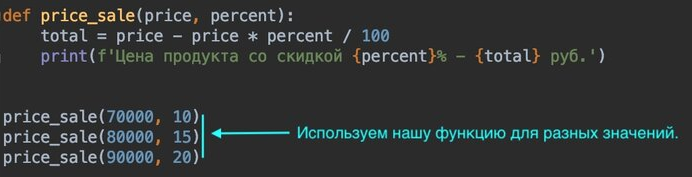 def price_sale(price, percent):
    total = price - price * percent / 100
    print(f'Цена продукта со скидкой {percent}% - {total} руб.')
price_sale(70000, 10)
price_sale(80000, 15) Используем нашу функцию для разных значений.
price_sale(90000, 20)